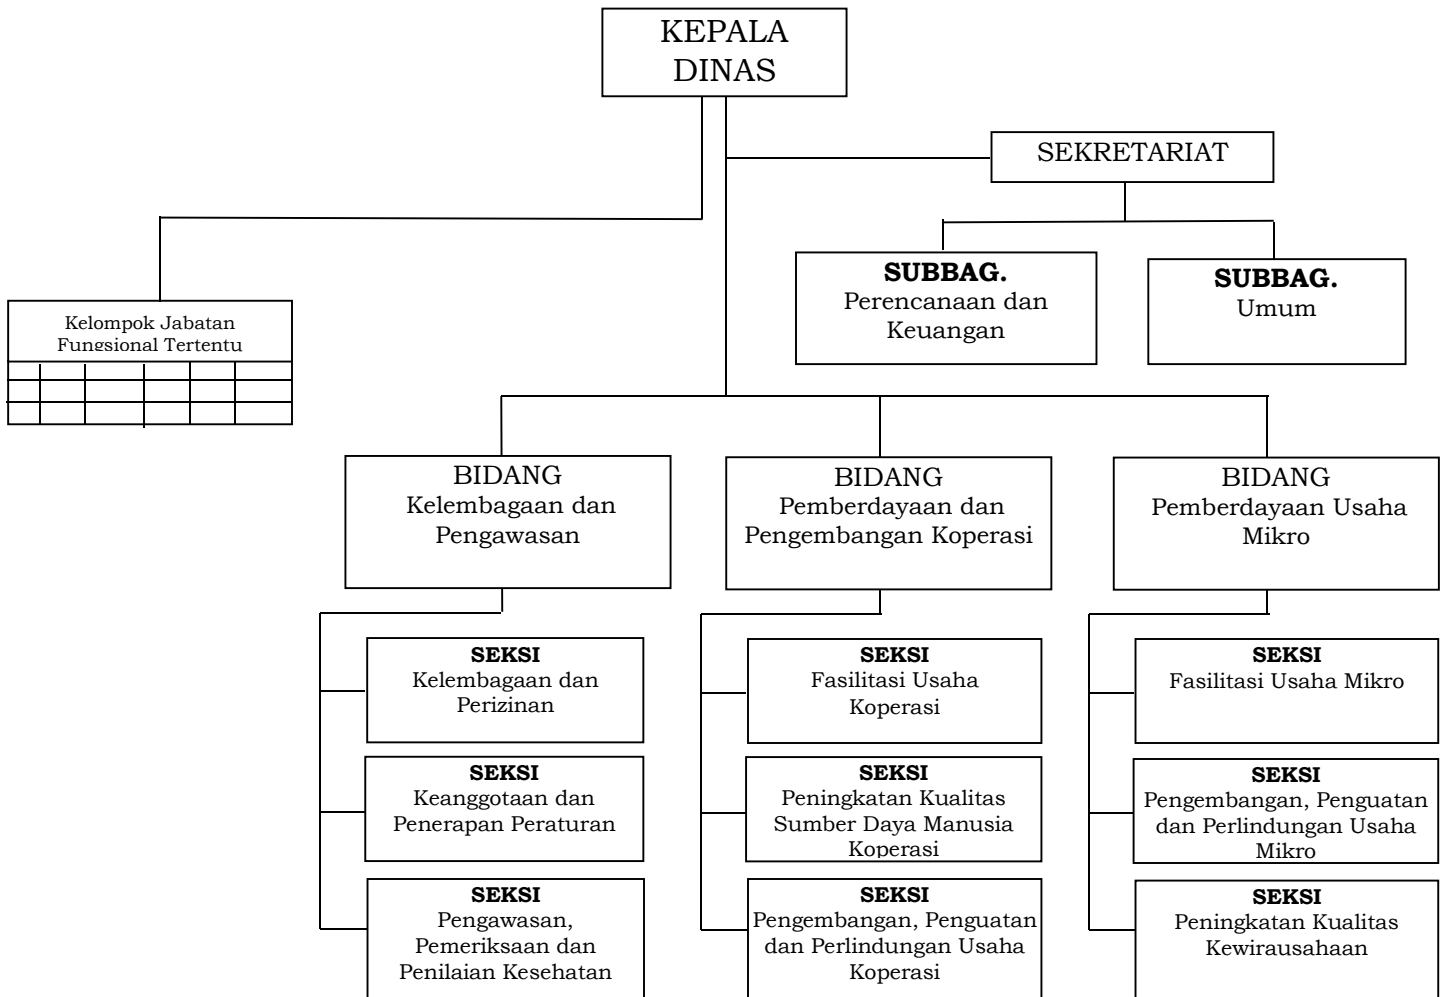 KEPALA
DINAS
SEKRETARIAT
SUBBAG.
Perencanaan dan
Keuangan
SUBBAG.
Umum
Kelompok Jabatan
Fungsional Tertentu
BIDANG
Kelembagaan dan
Pengawasan
BIDANG
Pemberdayaan dan
Pengembangan Koperasi
BIDANG
Pemberdayaan Usaha
Mikro
SEKSI
Kelembagaan dan
Perizinan
SEKSI
Fasilitasi Usaha
Koperasi
SEKSI
Fasilitasi Usaha Mikro
SEKSI
Keanggotaan dan
Penerapan Peraturan
SEKSI
Peningkatan Kualitas
Sumber Daya Manusia
Koperasi
SEKSI
Pengembangan, Penguatan
dan Perlindungan Usaha
Mikro
SEKSI
Pengawasan,
Pemeriksaan dan
Penilaian Kesehatan
SEKSI
Pengembangan, Penguatan
dan Perlindungan Usaha
Koperasi
SEKSI
Peningkatan Kualitas
Kewirausahaan